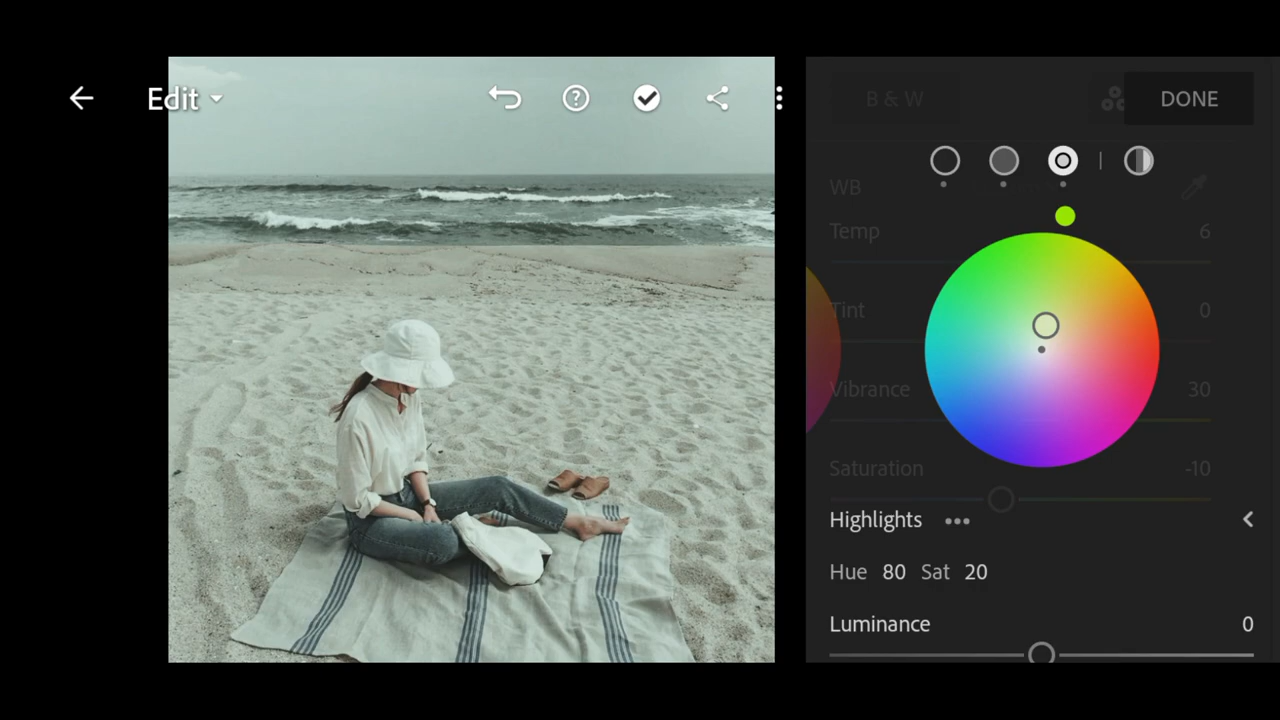 Edit
B & W
DONE
WB
Temp 6
Tint 0
Vibrance 30
Saturation -10
Highlights •••
Hue 80 Sat 20
Luminance 0